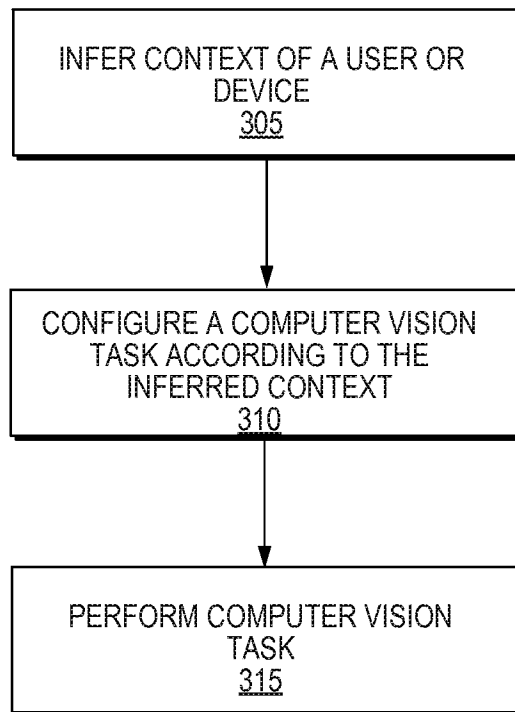 INFER CONTEXT OF A USER OR
DEVICE
305
CONFIGURE A COMPUTER VISION
TASK ACCORDING TO THE
INFERRED CONTEXT
310
PERFORM COMPUTER VISION
TASK
315